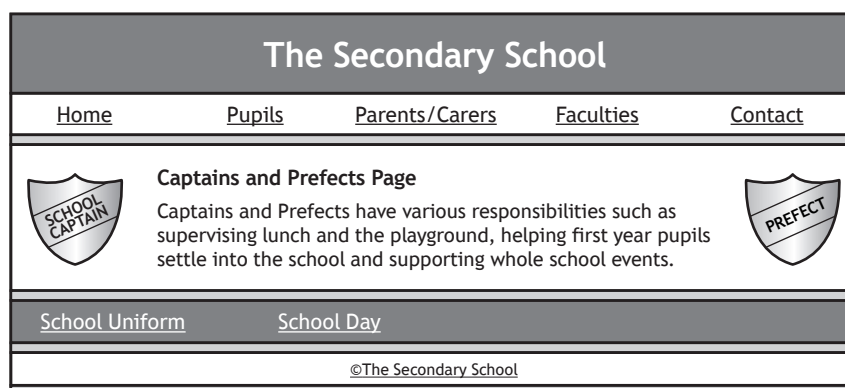 The Secondary School
Home Pupils Parents/Carers Faculties Contact
SCHOOL
CAPTAIN
Captains and Prefects Page
Captains and Prefects have various responsibilities such as
supervising lunch and the playground, helping first year pupils
settle into the school and supporting whole school events.
PREFECT
School Uniform School Day
©The Secondary School